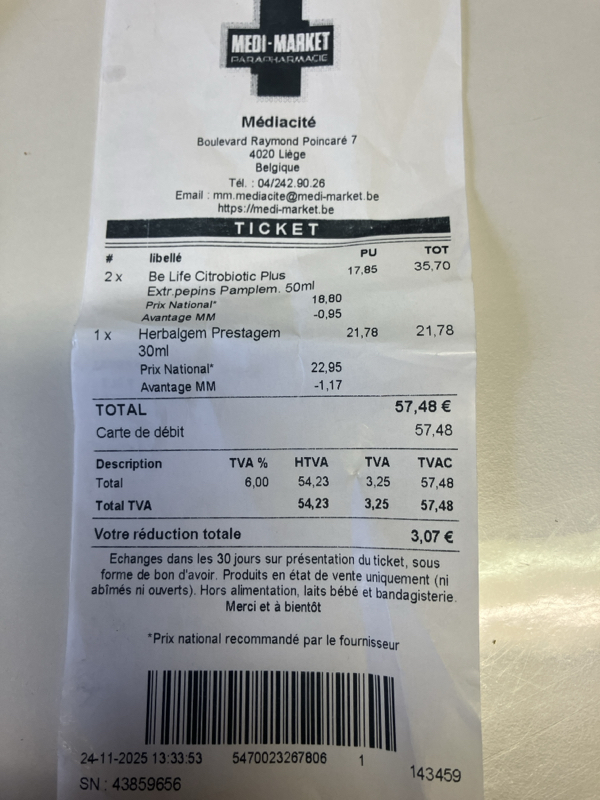 MEDI-MARKET
PARAPHARMACIE
Médiacité
Boulevard Raymond Poincaré 7
4020 Liège
Belgique
Tél. : 04/242.90.26
Email : mm.mediacite@medi-market.be
https://medi-market.be
TICKET
# libellé PU TOT
2 x Be Life Citrobiotic Plus 17,85 35,70
Extr.pepins Pamplem. 50ml
Prix National* 18,80
Avantage MM -0,95
1 x Herbalgem Prestagem 21,78 21,78
30ml
Prix National* 22,95
Avantage MM -1,17
TOTAL 57,48 €
Carte de débit 57,48
Description TVA % HTVA TVA TVAC
Total 6,00 54,23 3,25 57,48
Total TVA 54,23 3,25 57,48
Votre réduction totale 3,07 €
Echanges dans les 30 jours sur présentation du ticket, sous
forme de bon d'avoir. Produits en état de vente uniquement (ni
abîmés ni ouverts). Hors alimentation, laits bébé et bandagisterie.
Merci et à bientôt
*Prix national recommandé par le fournisseur
24-11-2025 13:33:53 5470023267806 1 143459
SN : 43859656